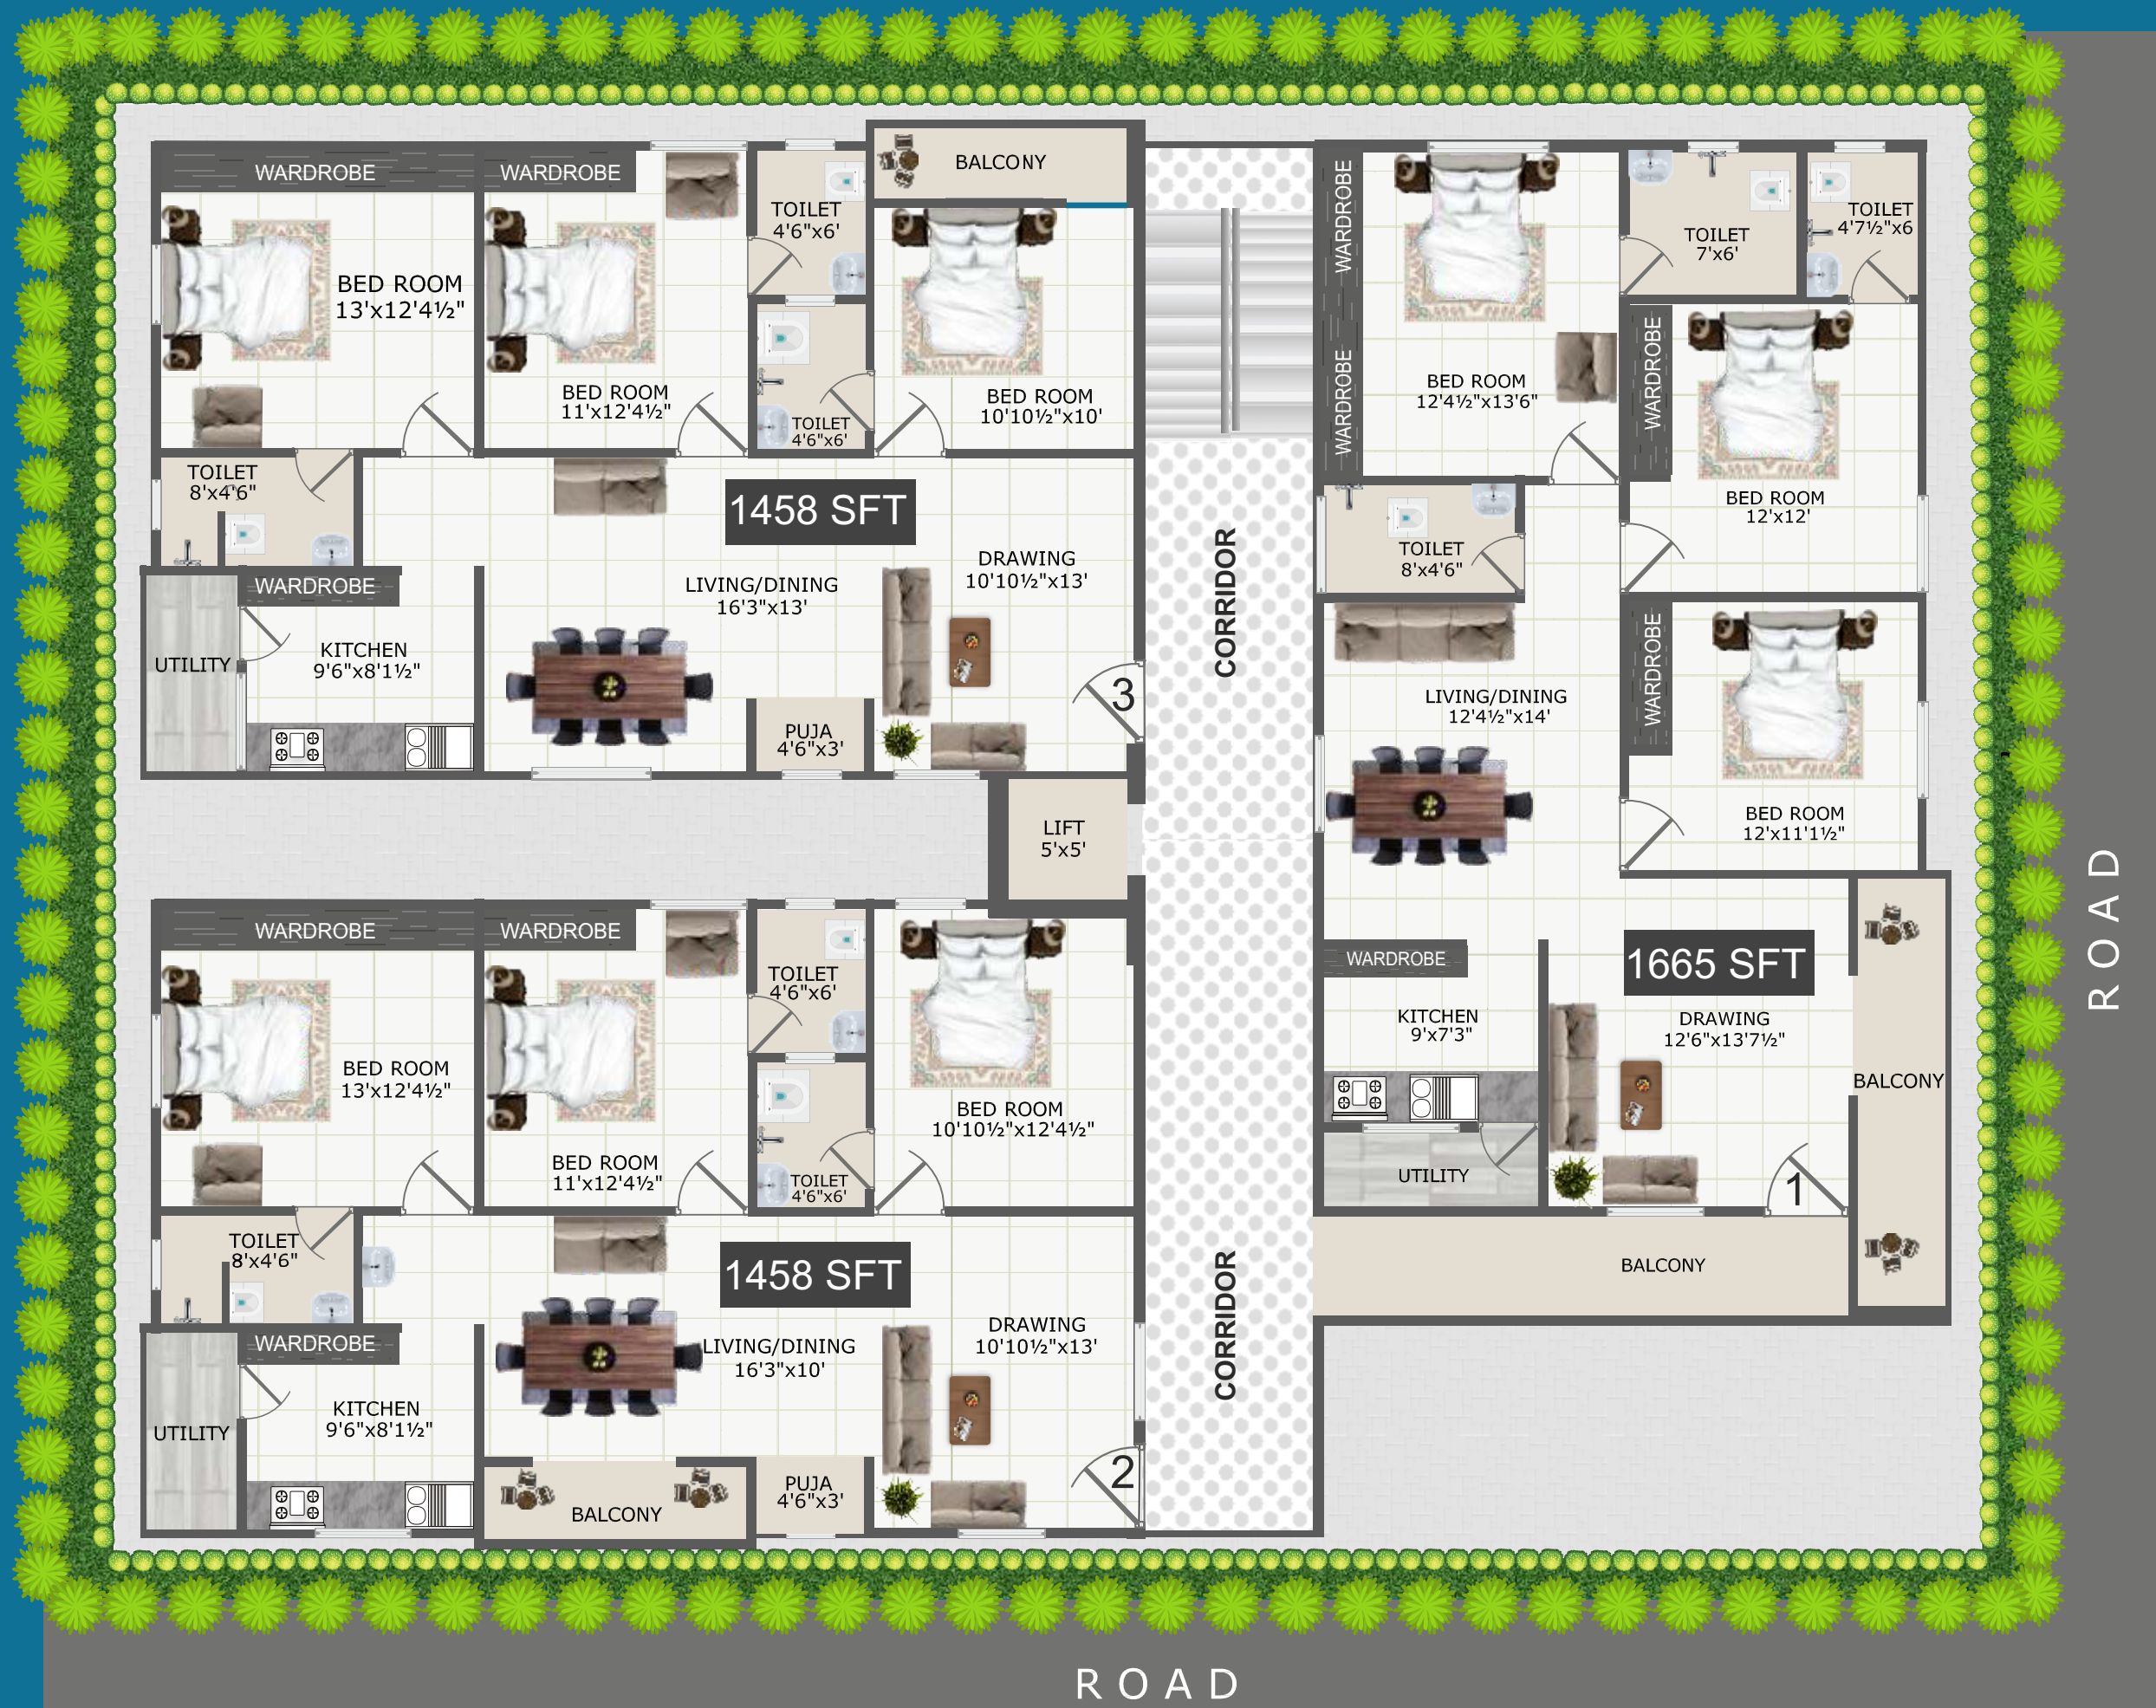 WARDROBE
WARDROBE
BED ROOM
13'x12'4½"
BED ROOM
11'x12'4½"
TOILET
4'6"x6'
TOILET
4'6"x6'
BALCONY
BED ROOM
10'10½"x10'
TOILET
8'x4'6"
WARDROBE
UTILITY
KITCHEN
9'6"x8'1½"
1458 SFT
LIVING/DINING
16'3"x13'
DRAWING
10'10½"x13'
PUJA
4'6"x3'
3
LIFT
5'x5'
WARDROBE
WARDROBE
BED ROOM
13'x12'4½"
BED ROOM
11'x12'4½"
TOILET
4'6"x6'
TOILET
4'6"x6'
BED ROOM
10'10½"x12'4½"
TOILET
8'x4'6"
WARDROBE
UTILITY
KITCHEN
9'6"x8'1½"
1458 SFT
LIVING/DINING
16'3"x10'
DRAWING
10'10½"x13'
BALCONY
PUJA
4'6"x3'
2
CORRIDOR
CORRIDOR
WARDROBE
WARDROBE
BED ROOM
12'4½"x13'6"
TOILET
7'x6'
TOILET
4'7½"x6
WARDROBE
BED ROOM
12'x12'
TOILET
8'x4'6"
LIVING/DINING
12'4½"x14'
WARDROBE
BED ROOM
12'x11'1½"
WARDROBE
KITCHEN
9'x7'3"
1665 SFT
DRAWING
12'6"x13'7½"
BALCONY
UTILITY
1
BALCONY
ROAD
ROAD